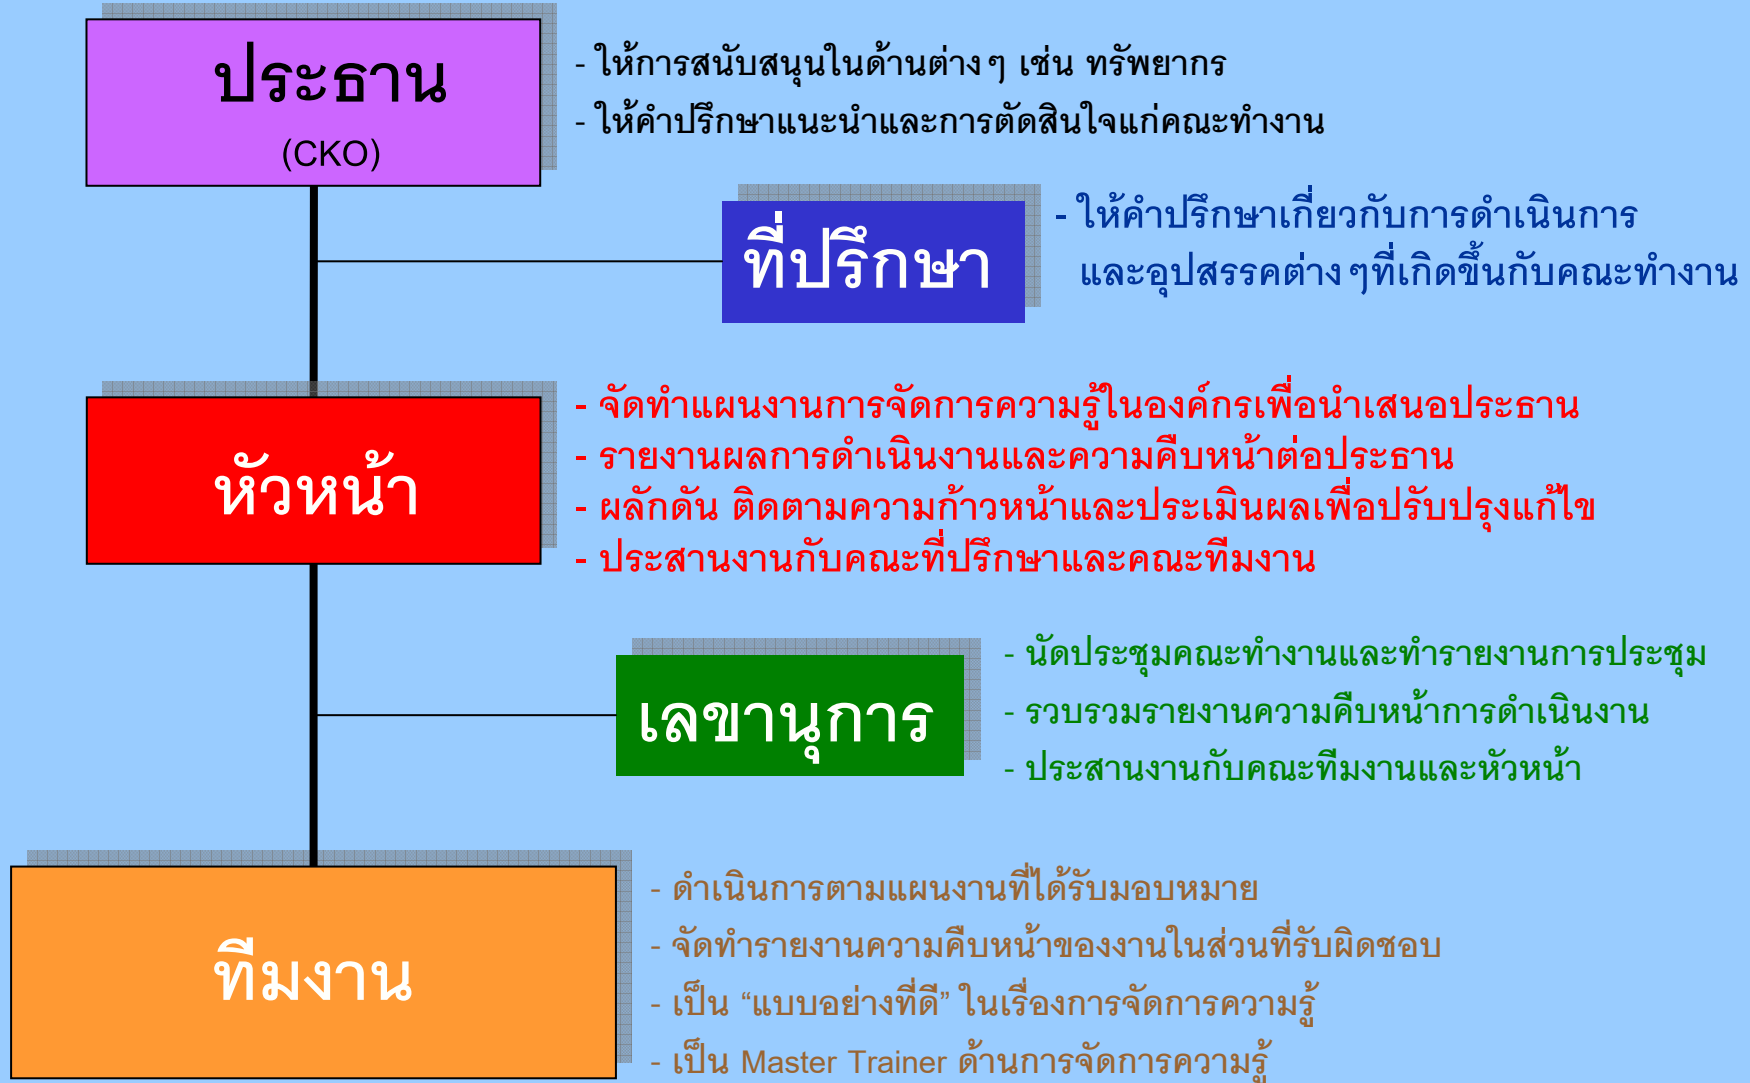 ประธาน
(CKO)
- ให้การสนับสนุนในด้านต่าง ๆ เช่น ทรัพยากร
- ให้คำปรึกษาแนะนำและการตัดสินใจแก่คณะทำงาน
ที่ปรึกษา
- ให้คำปรึกษาเกี่ยวกับการดำเนินการ
และอุปสรรคต่าง ๆที่เกิดขึ้นกับคณะทำงาน
หัวหน้า
- จัดทำแผนงานการจัดการความรู้ในองค์กรเพื่อนำเสนอประธาน
- รายงานผลการดำเนินงานและความคืบหน้าต่อประธาน
- ผลักดัน ติดตามความก้าวหน้าและประเมินผลเพื่อปรับปรุงแก้ไข
- ประสานงานกับคณะที่ปรึกษาและคณะทีมงาน
เลขานุการ
- นัดประชุมคณะทำงานและทำรายงานการประชุม
- รวบรวมรายงานความคืบหน้าการดำเนินงาน
- ประสานงานกับคณะทีมงานและหัวหน้า
ทีมงาน
- ดำเนินการตามแผนงานที่ได้รับมอบหมาย
- จัดทำรายงานความคืบหน้าของงานในส่วนที่รับผิดชอบ
- เป็น “แบบอย่างที่ดี” ในเรื่องการจัดการความรู้
- เป็น Master Trainer ด้านการจัดการความรู้